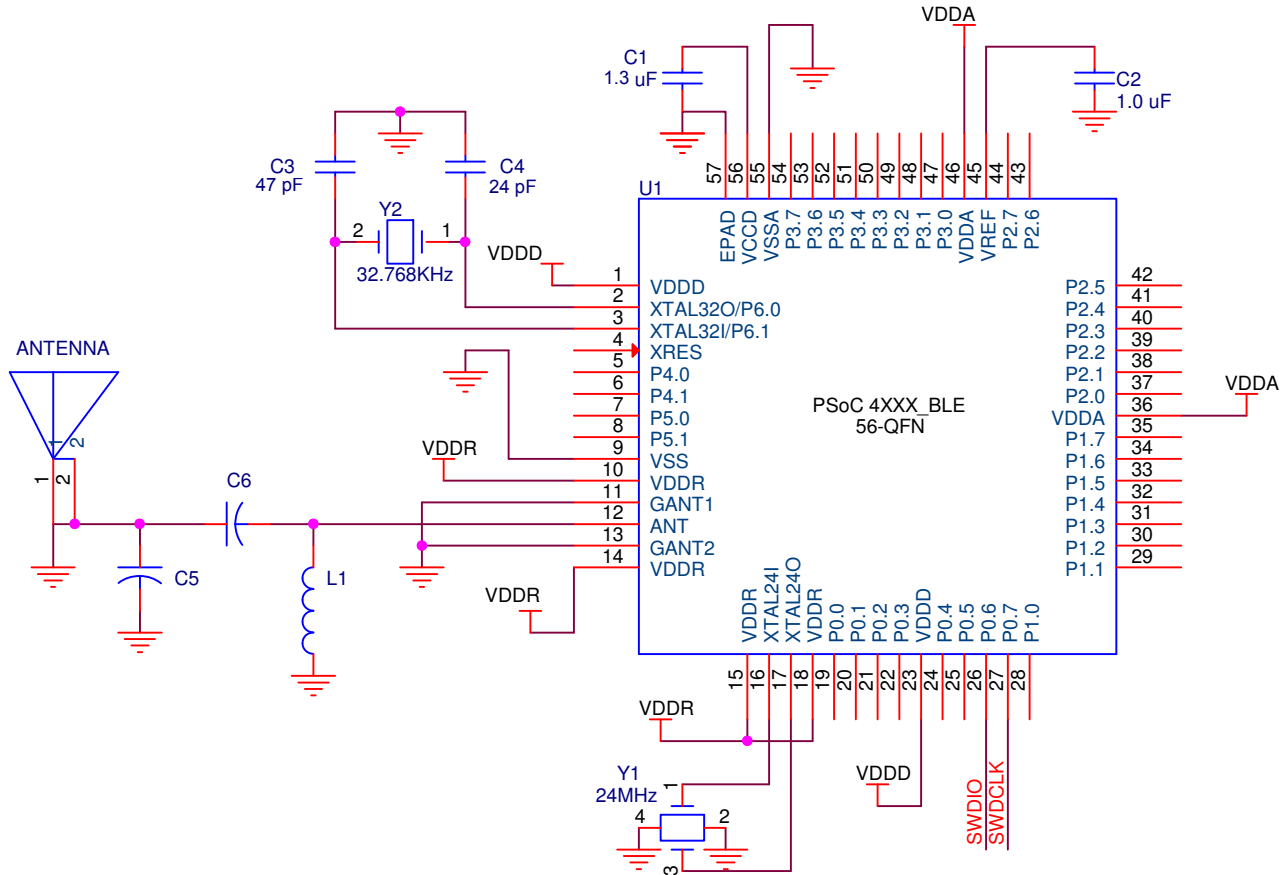 VDDA
C1
1.3 uF
C2
1.0 uF
C3
47 pF
C4
24 pF
Y2
2
1
32.768KHz
U1
57
56
55
54
53
52
51
50
49
48
47
46
45
44
43
EPAD
VCCD
VSSA
P3.7
P3.6
P3.5
P3.4
P3.3
P3.2
P3.1
P3.0
VDDA
VREF
P2.7
P2.6
VDDD
1 VDDD
2 XTAL32O/P6.0
3 XTAL32I/P6.1
4 XRES
5 P4.0
6 P4.1
7 P5.0
8 P5.1
9 VSS
10 VDDR
11 GANT1
12 ANT
13 GANT2
14 VDDR
P2.5 42
P2.4 41
P2.3 40
P2.2 39
P2.1 38
P2.0 37
VDDA 36
P1.7 35
P1.6 34
P1.5 33
P1.4 32
P1.3 31
P1.2 30
P1.1 29
VDDA
PSoC 4XXX_BLE
56-QFN
ANTENNA
1
2
1
2
VDDR
C6
C5
L1
VDDR
VDDR
XTAL24I
XTAL24O
VDDR
P0.0
P0.1
P0.2
P0.3
VDDD
P0.4
P0.5
P0.6
P0.7
P1.0
15
16
17
18
19
20
21
22
23
24
25
26
27
28
VDDR
Y1
24MHz
1
4
2
3
VDDD
SWDIO
SWDCLK